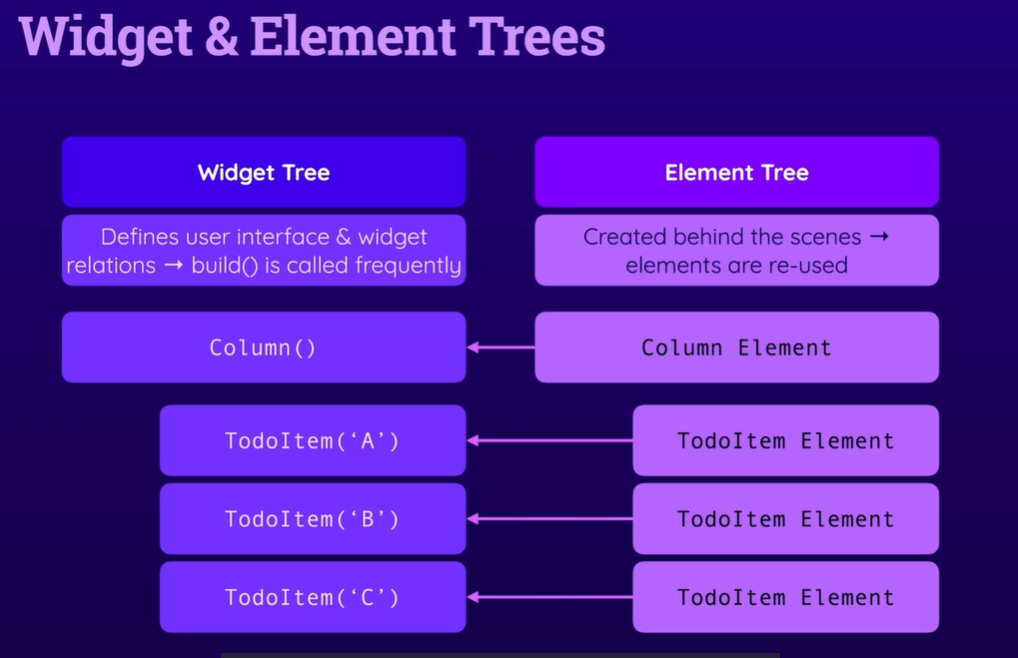 Widget & Element Trees
Widget Tree
Element Tree
Defines user interface & widget
relations → build() is called frequently
Created behind the scenes →
elements are re-used
Column()
Column Element
TodoItem(‘A’)
TodoItem Element
TodoItem(‘B’)
TodoItem Element
TodoItem(‘C’)
TodoItem Element